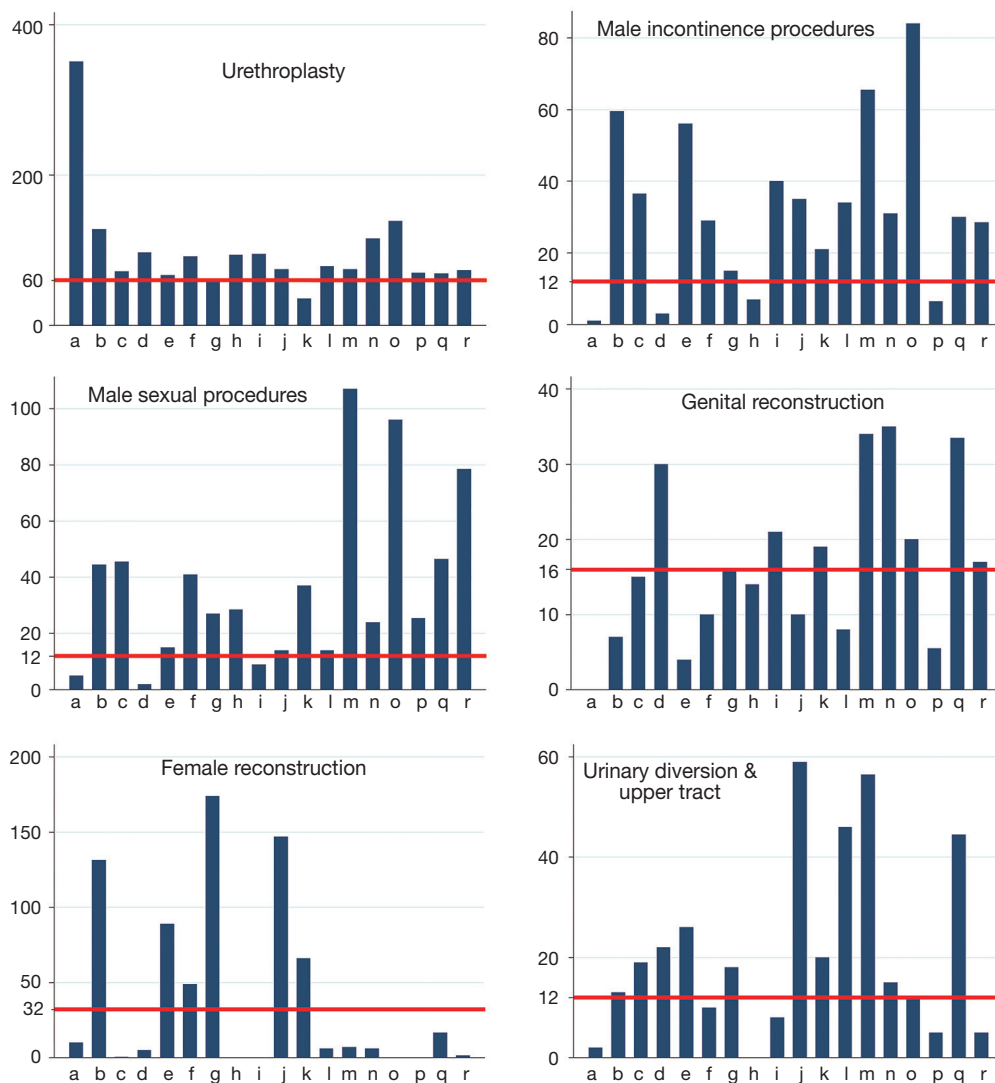 Urethroplasty
400
200
60
0
a b c d e f g h i j k l m n o p q r
Male incontinence procedures
80
60
40
20
12
0
a b c d e f g h i j k l m n o p q r
Male sexual procedures
100
80
60
40
20
12
0
a b c d e f g h i j k l m n o p q r
Genital reconstruction
40
30
20
16
10
0
a b c d e f g h i j k l m n o p q r
Female reconstruction
200
150
100
50
32
0
a b c d e f g h i j k l m n o p q r
Urinary diversion &
upper tract
60
40
20
12
0
a b c d e f g h i j k l m n o p q r